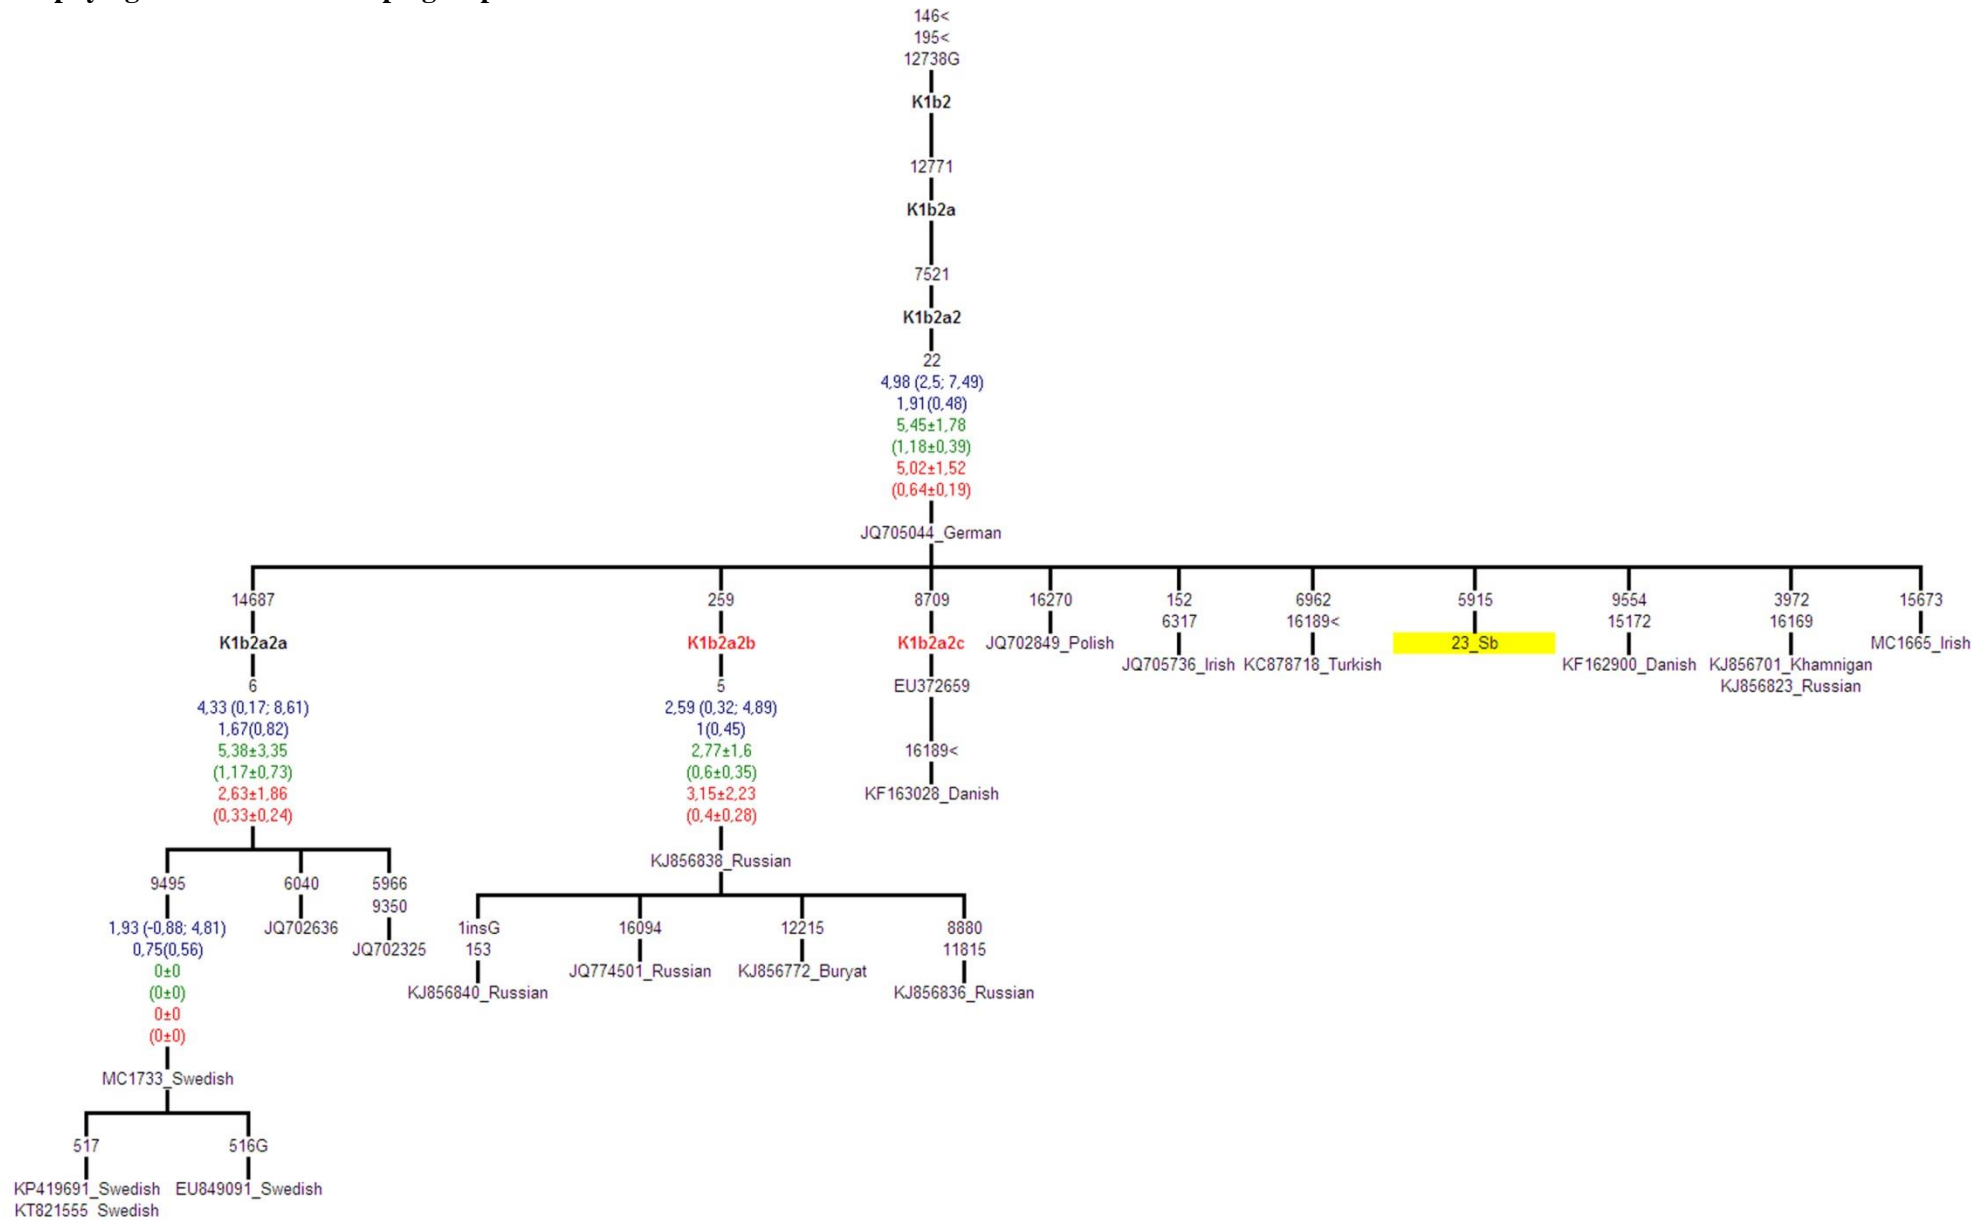 146<
195<
12738G
K1b2
12771
K1b2a
7521
K1b2a2
22
4,98 (2,5; 7,49)
1,91(0,48)
5,45±1,78
(1,18±0,39)
5,02±1,52
(0,64±0,19)
JQ705044_German
14687
K1b2a2a
6
4,33 (0,17; 8,61)
1,67(0,82)
5,38±3,35
(1,17±0,73)
2,63±1,86
(0,33±0,24)
9495
1,93 (-0,88; 4,81)
0,75(0,56)
0±0
(0±0)
0±0
(0±0)
MC1733_Swedish
517
KP419691_Swedish
KT821555_Swedish
516G
EU849091_Swedish
6040
JQ702636
5966
9350
JQ702325
259
K1b2a2b
5
2,59 (0,32; 4,89)
1(0,45)
2,77±1,6
(0,6±0,35)
3,15±2,23
(0,4±0,28)
KJ856838_Russian
1insG
153
KJ856840_Russian
16094
JQ774501_Russian
12215
KJ856772_Buryat
8880
11815
KJ856836_Russian
8709
K1b2a2c
EU372659
16189<
KF163028_Danish
16270
JQ702849_Polish
152
6317
JQ705736_Irish
6962
16189<
KC878718_Turkish
5915
23_Sb
9554
15172
KF162900_Danish
3972
16169
KJ856701_Khamnigan
KJ856823_Russian
15673
MC1665_Irish